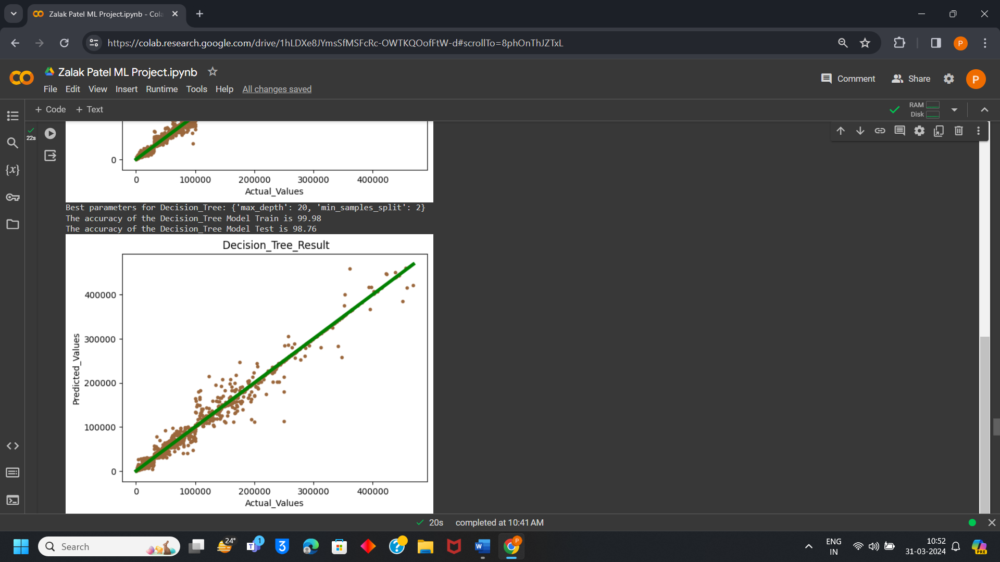 Zalak Patel ML Project.ipynb - Cola
https://colab.research.google.com/drive/1hLDXe8JYmsSfMSFcRc-OWTKQOofFtW-d#scrollTo=8phOnThJZTxL
P
Zalak Patel ML Project.ipynb
Comment
Share
P
File Edit View Insert Runtime Tools Help All changes saved
+ Code + Text
RAM
Disk
22s
{x}
0
0 100000 200000 300000 400000
Actual_Values
Best parameters for Decision_Tree: {'max_depth': 20, 'min_samples_split': 2}
The accuracy of the Decision_Tree Model Train is 99.98
The accuracy of the Decision_Tree Model Test is 98.76
Decision_Tree_Result
400000
300000
200000
100000
0
Predicted_Values
0 100000 200000 300000 400000
Actual_Values
20s completed at 10:41 AM
Search
24°
1
ENG
IN
10:52
31-03-2024
PRE